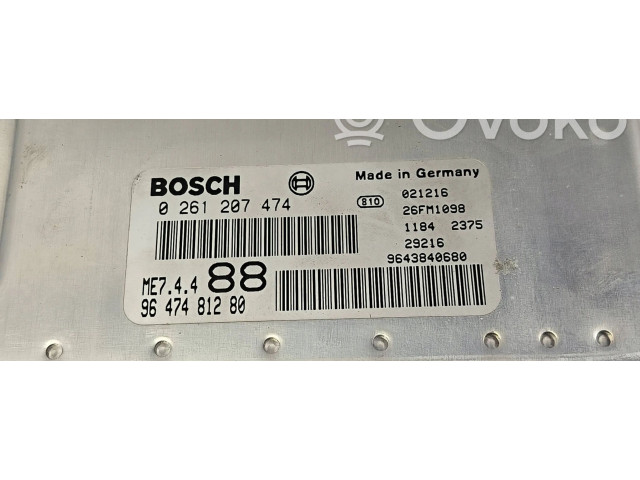 OVOKO
BOSCH
0 261 207 474
ME7.4.4 88
96 474 812 80
Made in Germany
B10
021216
26FM1098
1184 2375
29216
9643840680